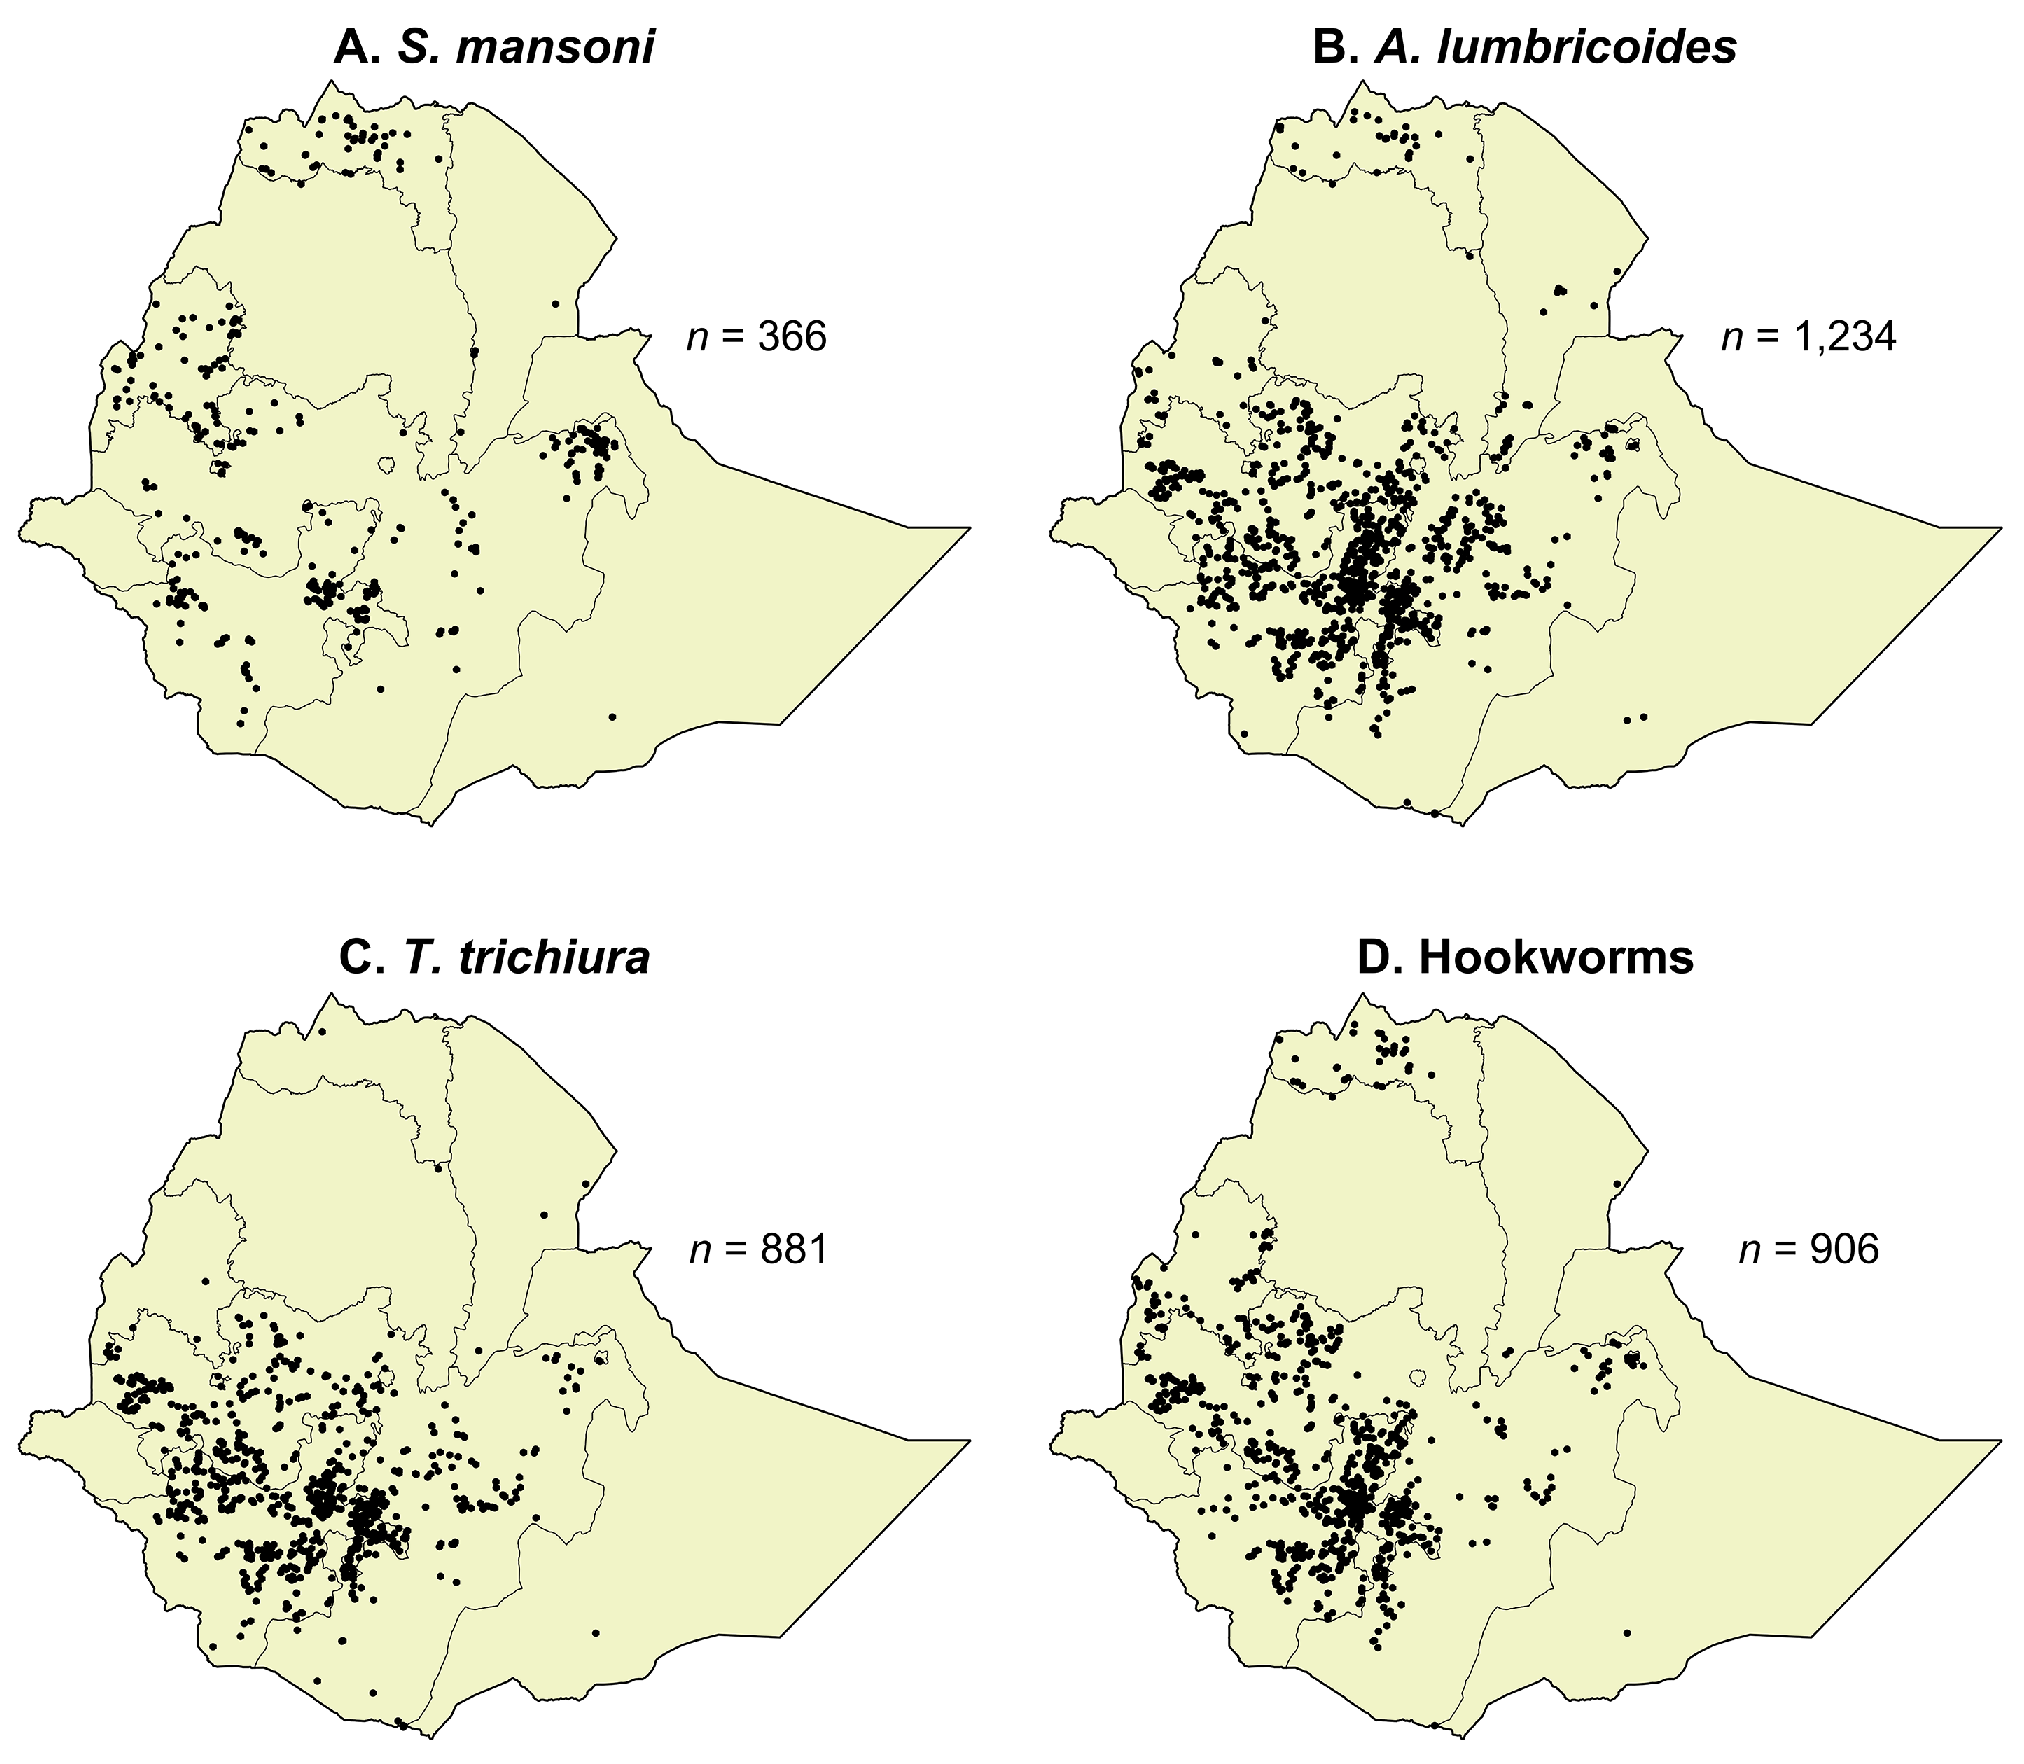 A. S. mansoni
B. A. lumbricoides
n = 366
n = 1,234
C. T. trichiura
D. Hookworms
n = 881
n = 906